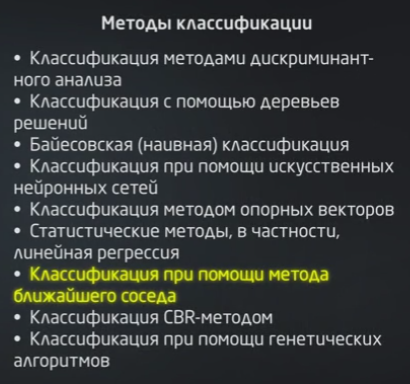 Методы классификации
• Классификация методами дискриминант-
ного анализа
• Классификация с помощью деревьев
решений
• Байесовская (наивная) классификация
• Классификация при помощи искусственных
нейронных сетей
• Классификация методом опорных векторов
• Статистические методы, в частности,
линейная регрессия
• Классификация при помощи метода
ближайшего соседа
• Классификация CBR-методом
• Классификация при помощи генетических
алгоритмов